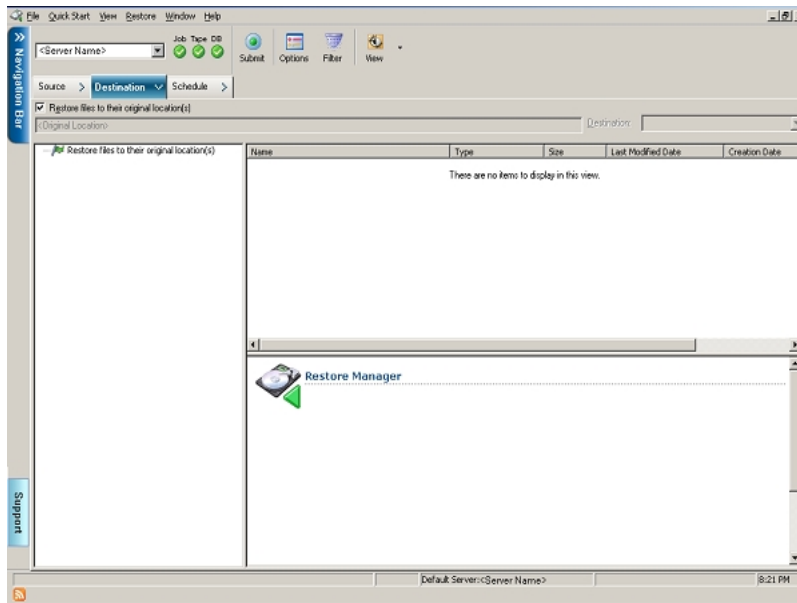 File Quick Start View Restore Window Help
Navigation Bar
<Server Name>
Job Tape DB
Submit Options Filter View
Source > Destination Schedule >
Restore files to their original location(s)
<Original Location>
Destination:
Restore files to their original location(s)
Name Type Size Last Modified Date Creation Date
There are no items to display in this view.
Restore Manager
Support
Default Server:<Server Name>
8:21 PM